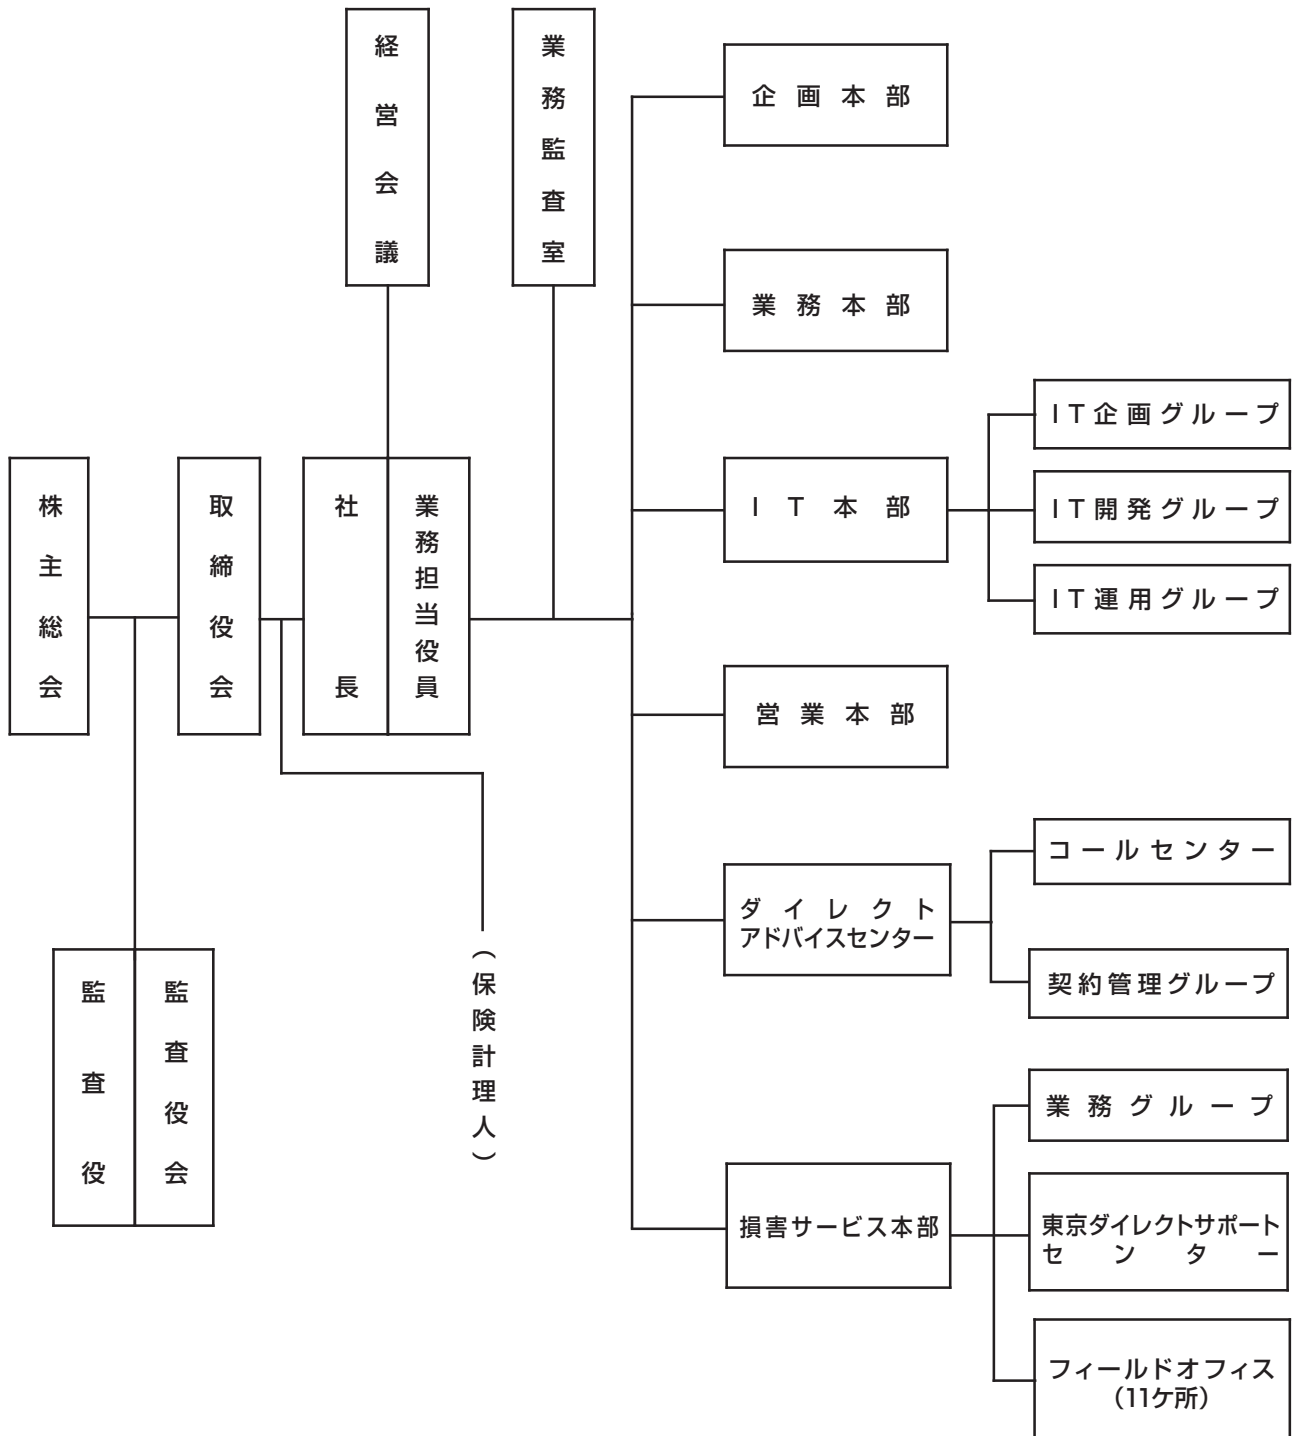 経営会議
業務監査室
株主総会
取締役会
社長
業務担当役員
監査役
監査役会
（保険計理人）
企画本部
業務本部
IT本部
IT企画グループ
IT開発グループ
IT運用グループ
営業本部
ダイレクト
アドバイスセンター
コールセンター
契約管理グループ
損害サービス本部
業務グループ
東京ダイレクトサポート
センター
フィールドオフィス
（11ケ所）